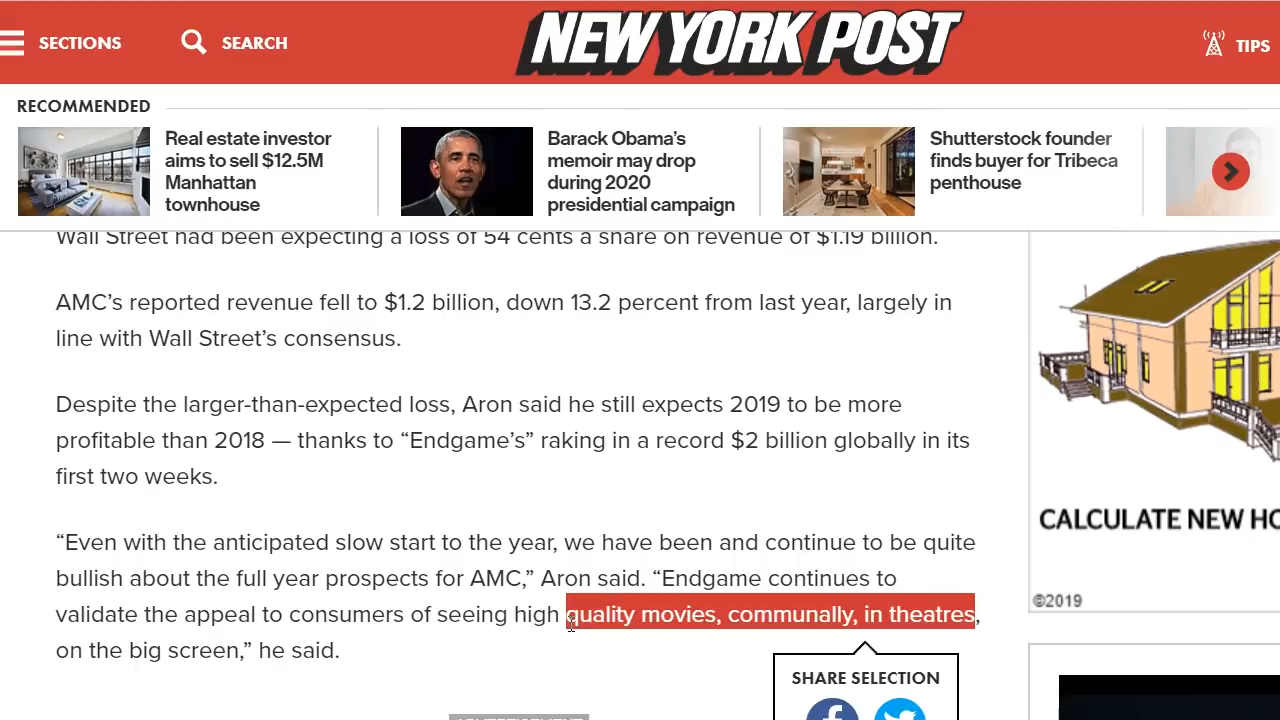 SECTIONS
SEARCH
NEW YORK POST
TIPS
RECOMMENDED
Real estate investor
aims to sell $12.5M
Manhattan
townhouse
Barack Obama’s
memoir may drop
during 2020
presidential campaign
Shutterstock founder
finds buyer for Tribeca
penthouse
Wall Street had been expecting a loss of 54 cents a share on revenue of $1.19 billion.
AMC’s reported revenue fell to $1.2 billion, down 13.2 percent from last year, largely in
line with Wall Street’s consensus.
Despite the larger-than-expected loss, Aron said he still expects 2019 to be more
profitable than 2018 — thanks to “Endgame’s” raking in a record $2 billion globally in its
first two weeks.
“Even with the anticipated slow start to the year, we have been and continue to be quite
bullish about the full year prospects for AMC,” Aron said. “Endgame continues to
validate the appeal to consumers of seeing high quality movies, communally, in theatres,
on the big screen,” he said.
SHARE SELECTION
ADVERTISEMENT
CALCULATE NEW HO
©2019